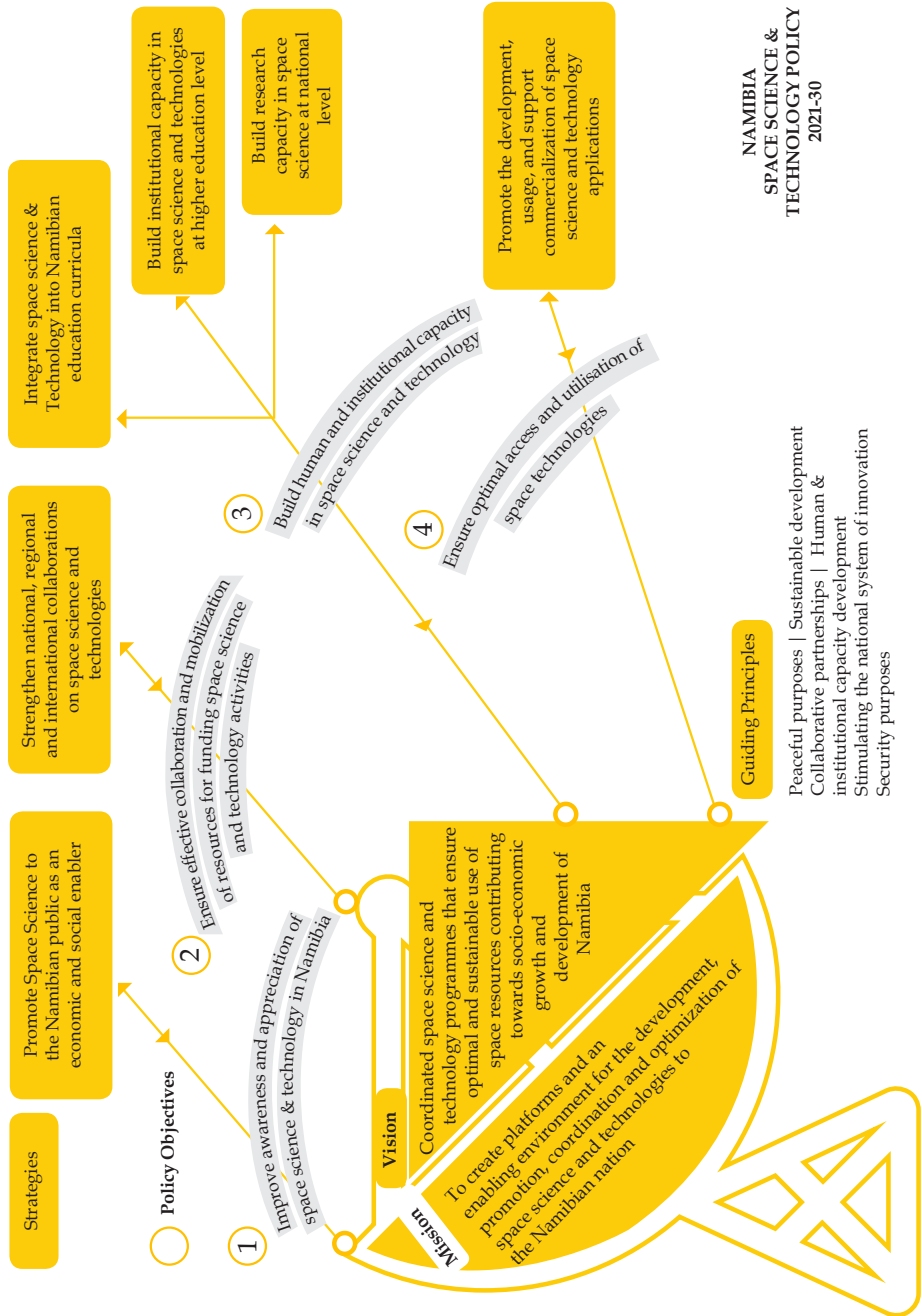 Strategies
Promote Space Science to
the Namibian public as an
economic and social enabler
Strengthen national, regional
and international collaborations
on space science and
technologies
Integrate space science &
Technology into Namibian
education curricula
Build institutional capacity in
space science and technologies
at higher education level
Build research
capacity in space
science at national
level
Policy Objectives
1
Improve awareness and appreciation of
space science & technology in Namibia
2
Ensure effective collaboration and mobilization
of resources for funding space science
and technology activities
3
Build human and institutional capacity
in space science and technology
4
Ensure optimal access and utilisation of
space technologies
Promote the development,
usage, and support
commercialization of space
science and technology
applications
Vision
Coordinated space science and
technology programmes that ensure
optimal and sustainable use of
space resources contributing
towards socio-economic
growth and
development of
Namibia
Mission
To create platforms and an
enabling environment for the development,
promotion, coordination and optimization of
space science and technologies to
the Namibian nation
Guiding Principles
Peaceful purposes | Sustainable development
Collaborative partnerships | Human &
institutional capacity development
Stimulating the national system of innovation
Security purposes
NAMIBIA
SPACE SCIENCE &
TECHNOLOGY POLICY
2021-30